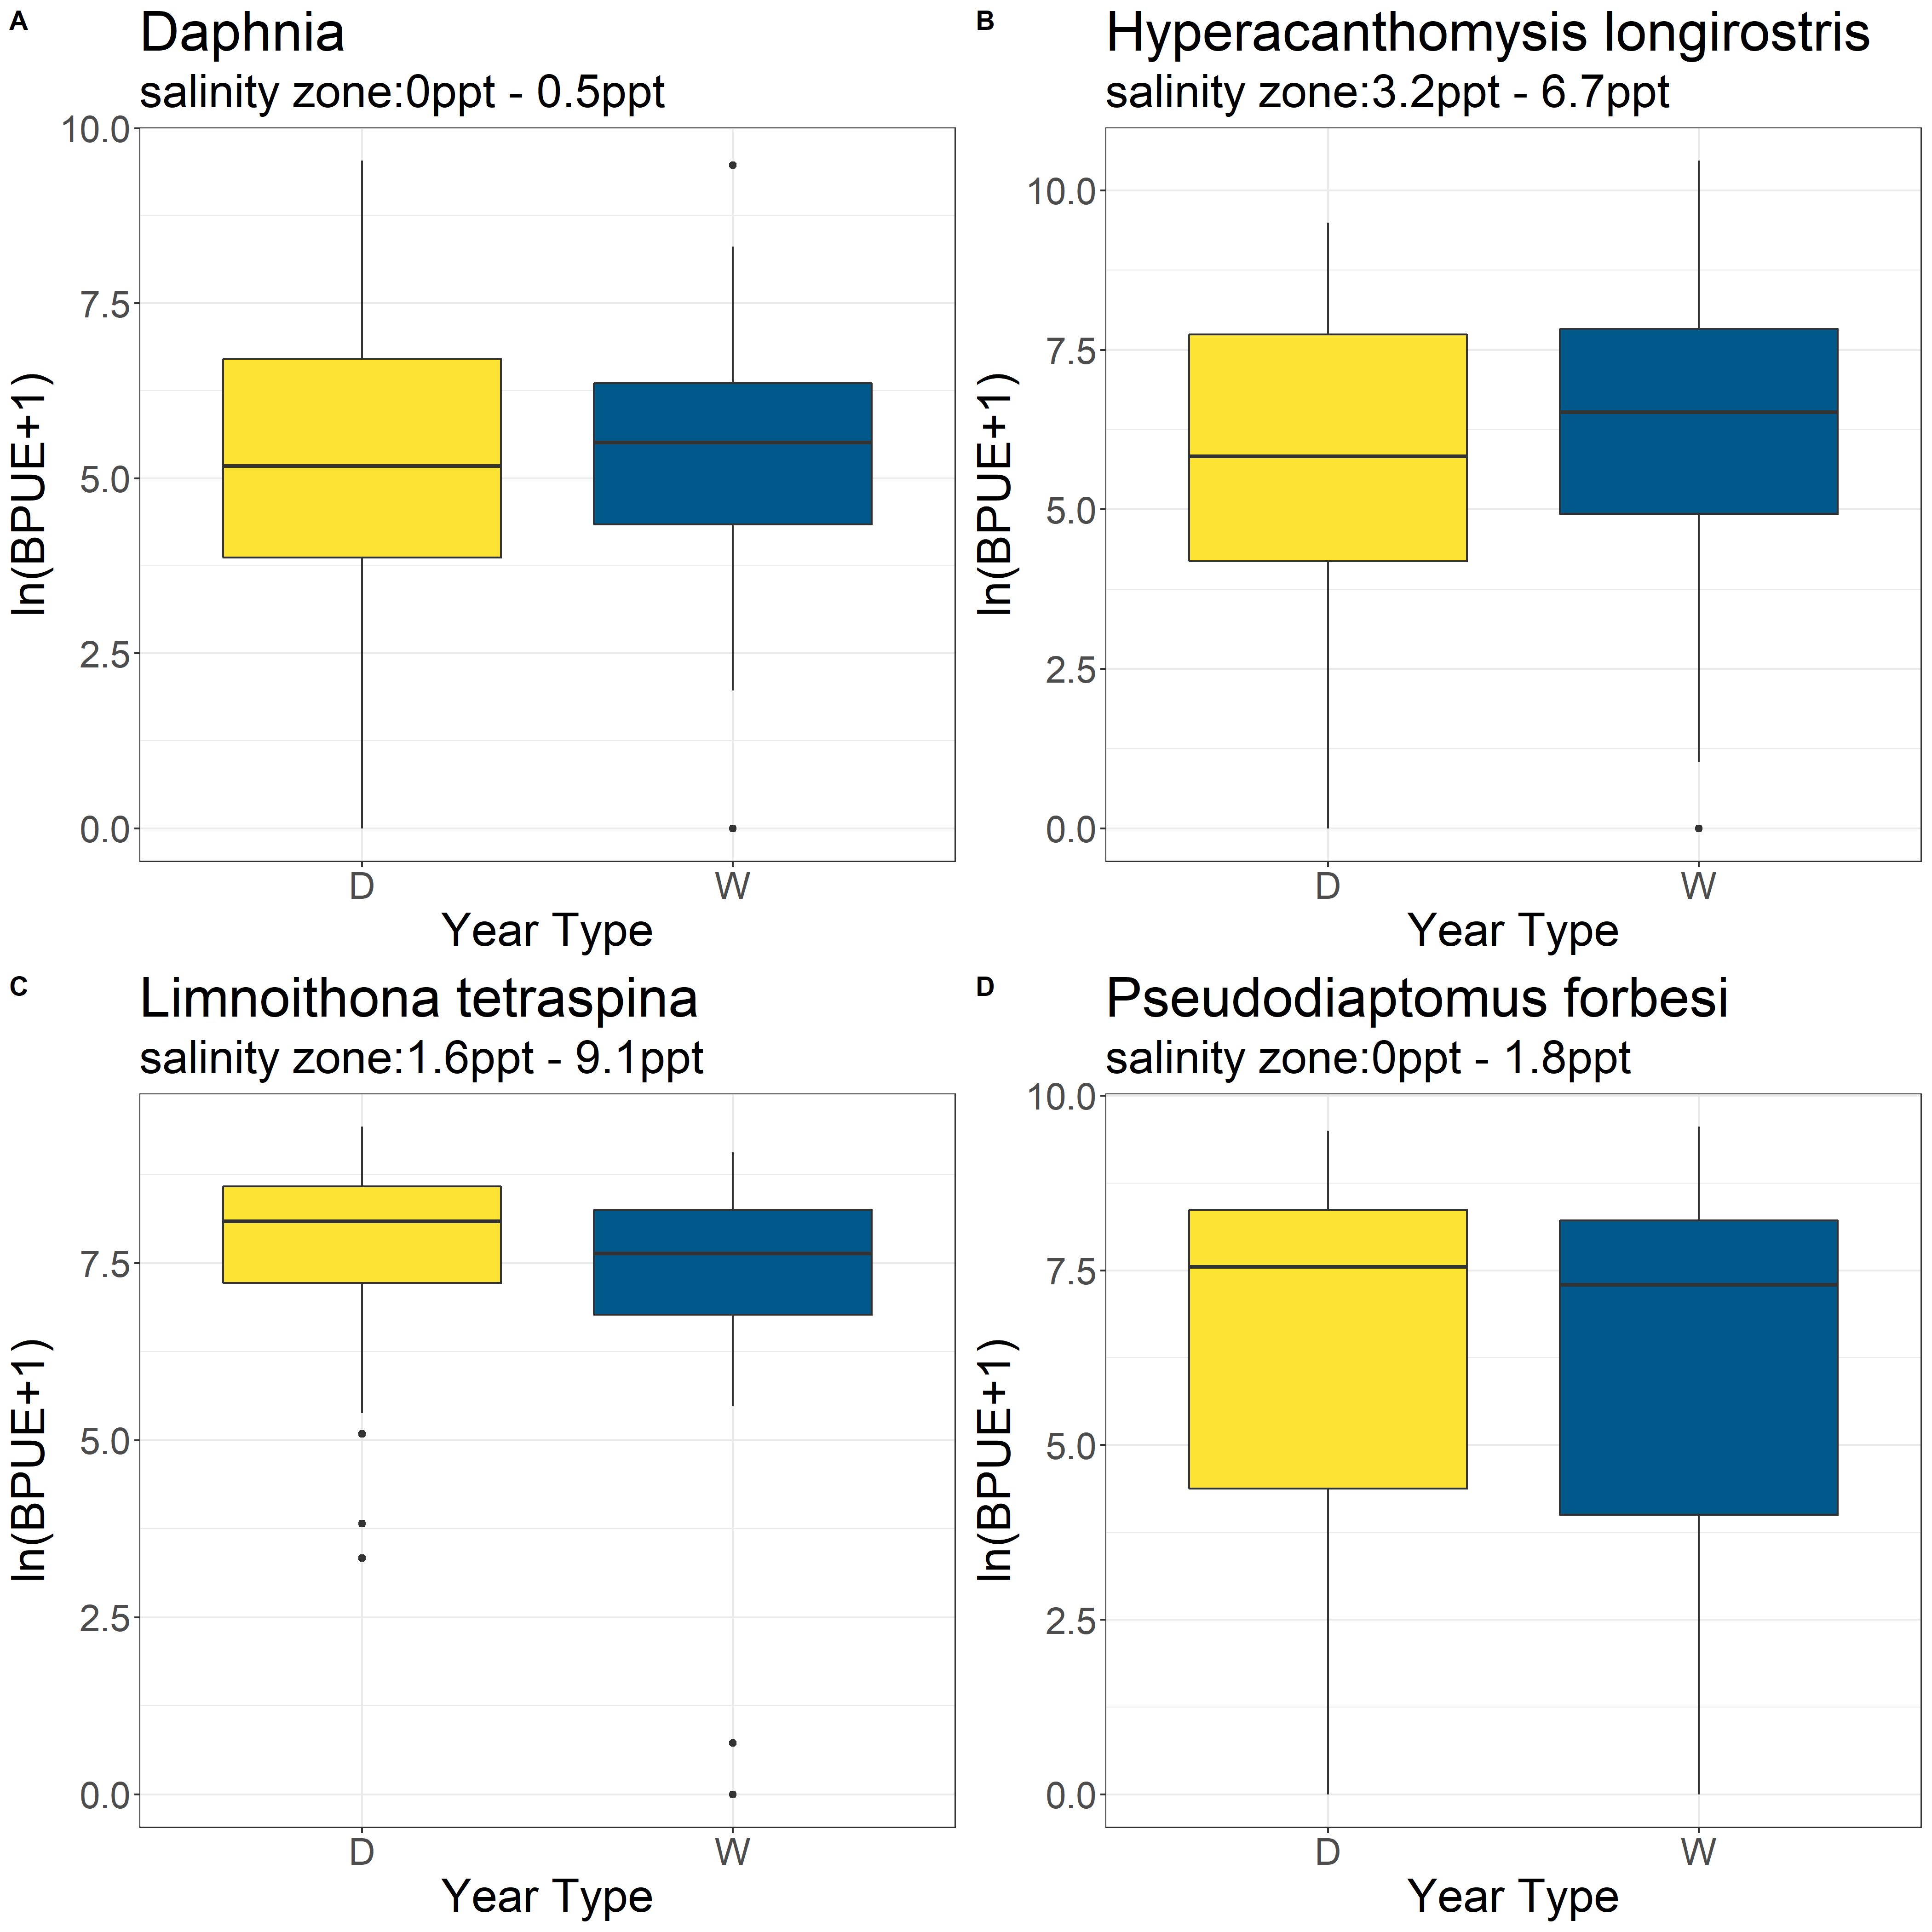 A
Daphnia
salinity zone:0ppt - 0.5ppt
10.0
7.5
5.0
2.5
0.0
ln(BPUE+1)
D
W
Year Type
B
Hyperacanthomysis longirostris
salinity zone:3.2ppt - 6.7ppt
10.0
7.5
5.0
2.5
0.0
ln(BPUE+1)
D
W
Year Type
C
Limnoithona tetraspina
salinity zone:1.6ppt - 9.1ppt
7.5
5.0
2.5
0.0
ln(BPUE+1)
D
W
Year Type
D
Pseudodiaptomus forbesi
salinity zone:0ppt - 1.8ppt
10.0
7.5
5.0
2.5
0.0
ln(BPUE+1)
D
W
Year Type